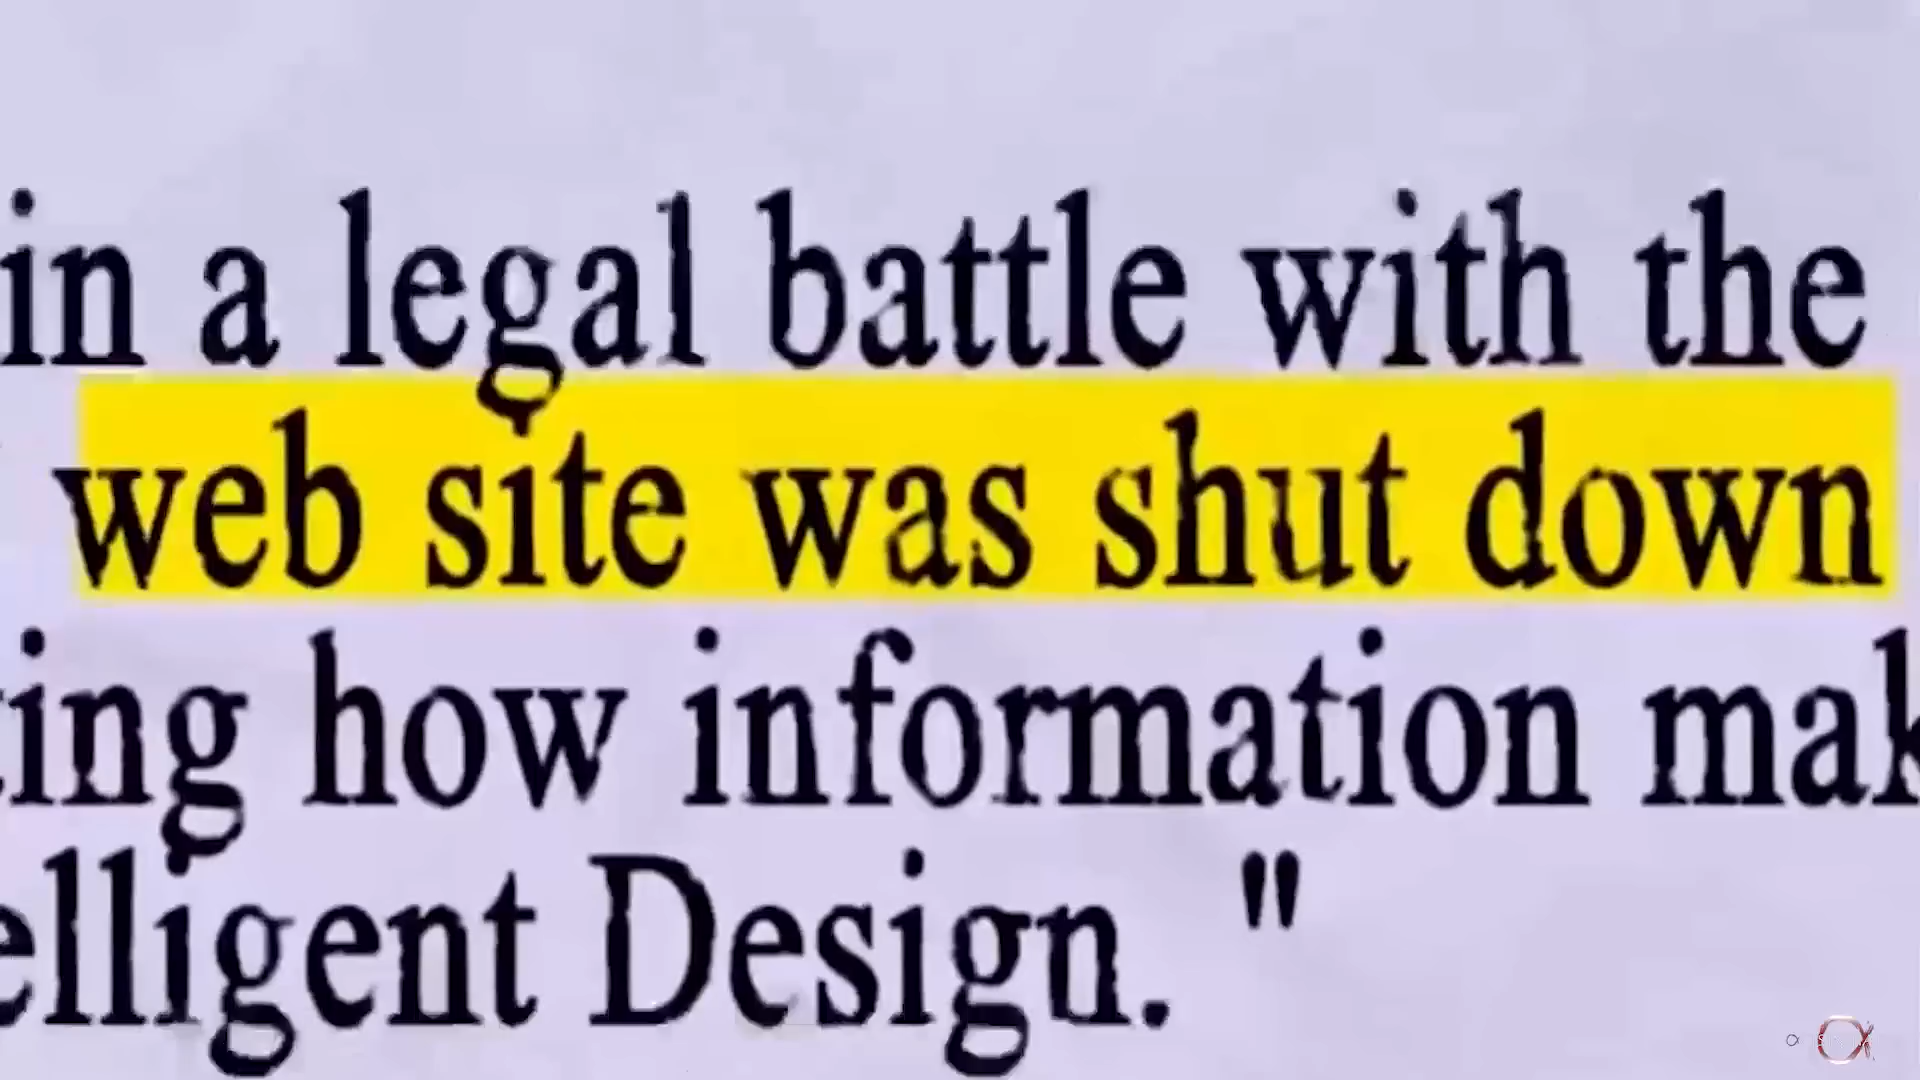 in a legal battle with the
web site was shut down
ing how information mak
elligent Design. "